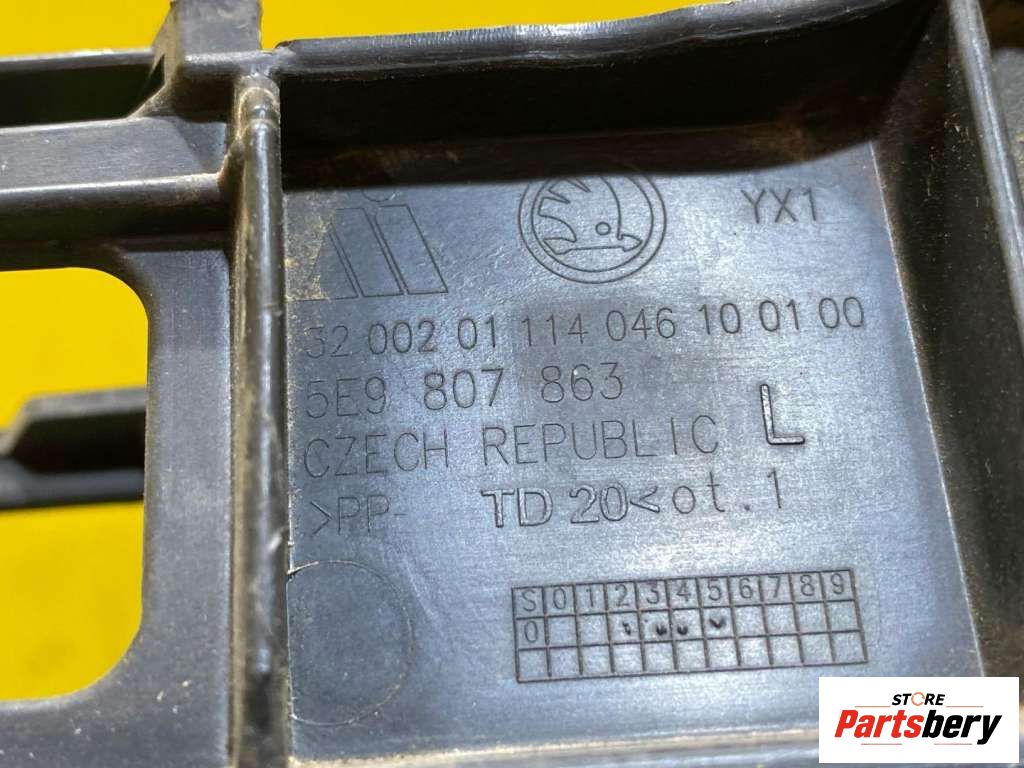 YX1
32 002 01 114 046 10 01 00
5E9 807 863
CZECH REPUBLIC L
>PP- TD 20< ot. 1
S 0 1 2 3 4 5 6 7 8 9
0
STORE
Partsbery